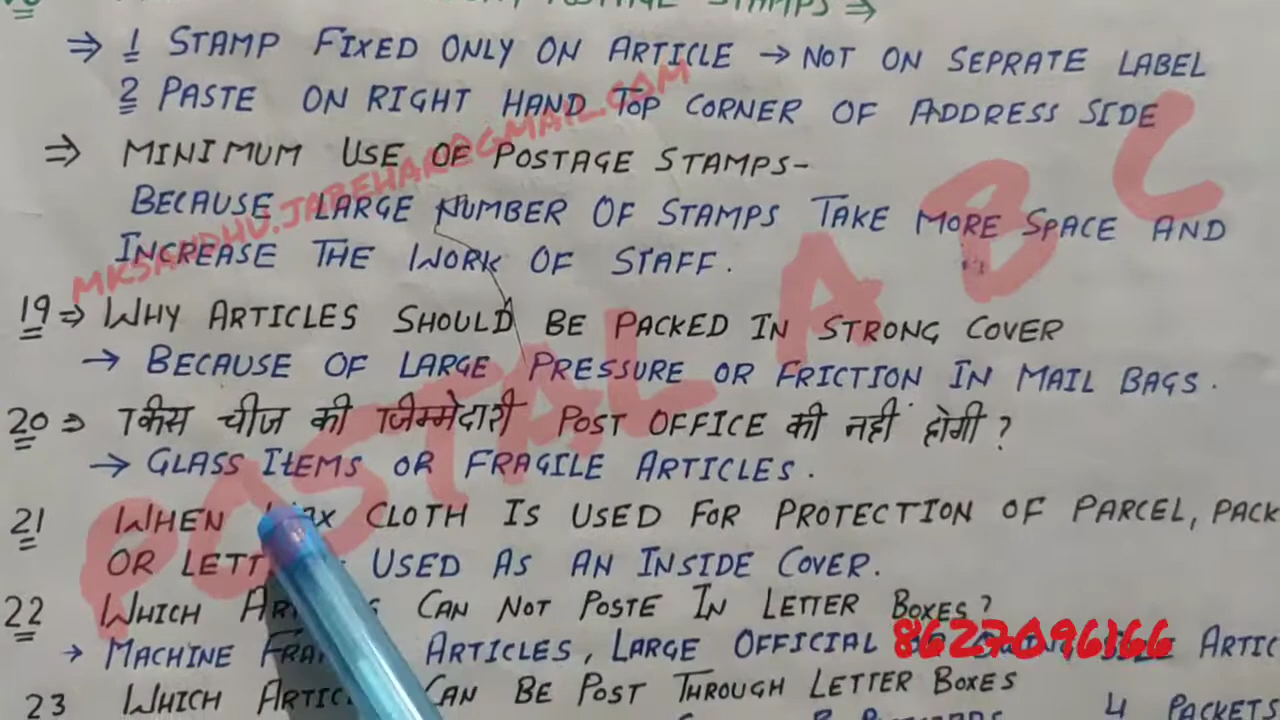 POSTAGE STAMPS ⇒
⇒ 1 STAMP FIXED ONLY ON ARTICLE → NOT ON SEPRATE LABEL
2 PASTE ON RIGHT HAND TOP CORNER OF ADDRESS SIDE
⇒ MINIMUM USE OF POSTAGE STAMPS-
BECAUSE LARGE NUMBER OF STAMPS TAKE MORE SPACE AND
INCREASE THE WORK OF STAFF.
19 ⇒ WHY ARTICLES SHOULD BE PACKED IN STRONG COVER
→ BECAUSE OF LARGE PRESSURE OR FRICTION IN MAIL BAGS.
20 ⇒ किस चीज की जिम्मेदारी POST OFFICE की नहीं होगी ?
→ GLASS ITEMS OR FRAGILE ARTICLES.
21 WHEN CLOTH IS USED FOR PROTECTION OF PARCEL, PACK
OR USED AS AN INSIDE COVER.
22 WHICH CAN NOT POSTE IN LETTER BOXES?
→ MACHINE ARTICLES, LARGE OFFICIAL
23 WHICH CAN BE POST THROUGH LETTER BOXES
4 PACKETS
MKSANDHU.JABEHAR@GMAIL.COM
POSTAL A B C
8627096166